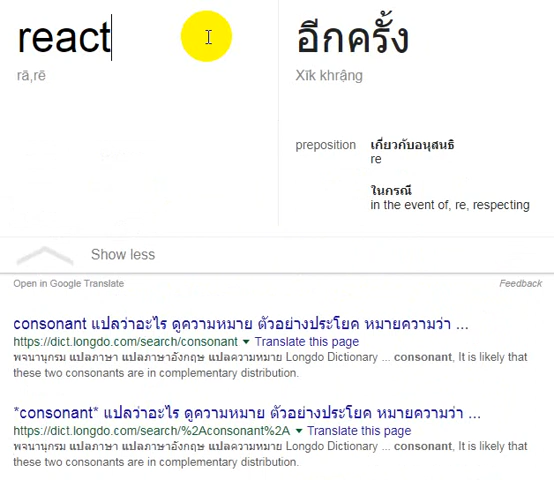 react
rā,rē
อีกครั้ง
Xīk khrậng
preposition
เกี่ยวกับอนุสนธิ
re
ในกรณี
in the event of, re, respecting
Show less
Open in Google Translate
Feedback
consonant แปลว่าอะไร ดูความหมาย ตัวอย่างประโยค หมายความว่า ...
https://dict.longdo.com/search/consonant ▼ Translate this page
พจนานุกรม แปลภาษา แปลภาษาอังกฤษ แปลความหมาย Longdo Dictionary ... consonant, It is likely that
these two consonants are in complementary distribution.
*consonant* แปลว่าอะไร ดูความหมาย ตัวอย่างประโยค หมายความว่า ...
https://dict.longdo.com/search/%2Aconsonant%2A ▼ Translate this page
พจนานุกรม แปลภาษา แปลภาษาอังกฤษ แปลความหมาย Longdo Dictionary ... consonant, It is likely that
these two consonants are in complementary distribution.